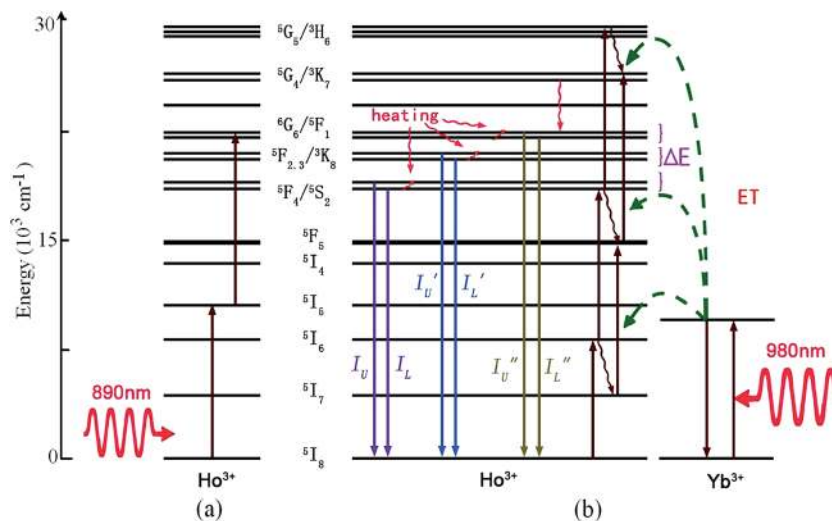 30
15
0
Energy (10³ cm⁻¹)
⁵G₅/³H₆
⁵G₄/³K₇
⁶G₆/⁵F₁
⁵F₂,₃/³K₈
⁵F₄/⁵S₂
⁵F₅
⁵I₄
⁵I₅
⁵I₆
⁵I₇
⁵I₈
890nm
Ho³⁺
(a)
heating
ΔE
ET
I_U'
I_L'
I_U
I_L
I_U''
I_L''
980nm
Ho³⁺
(b)
Yb³⁺